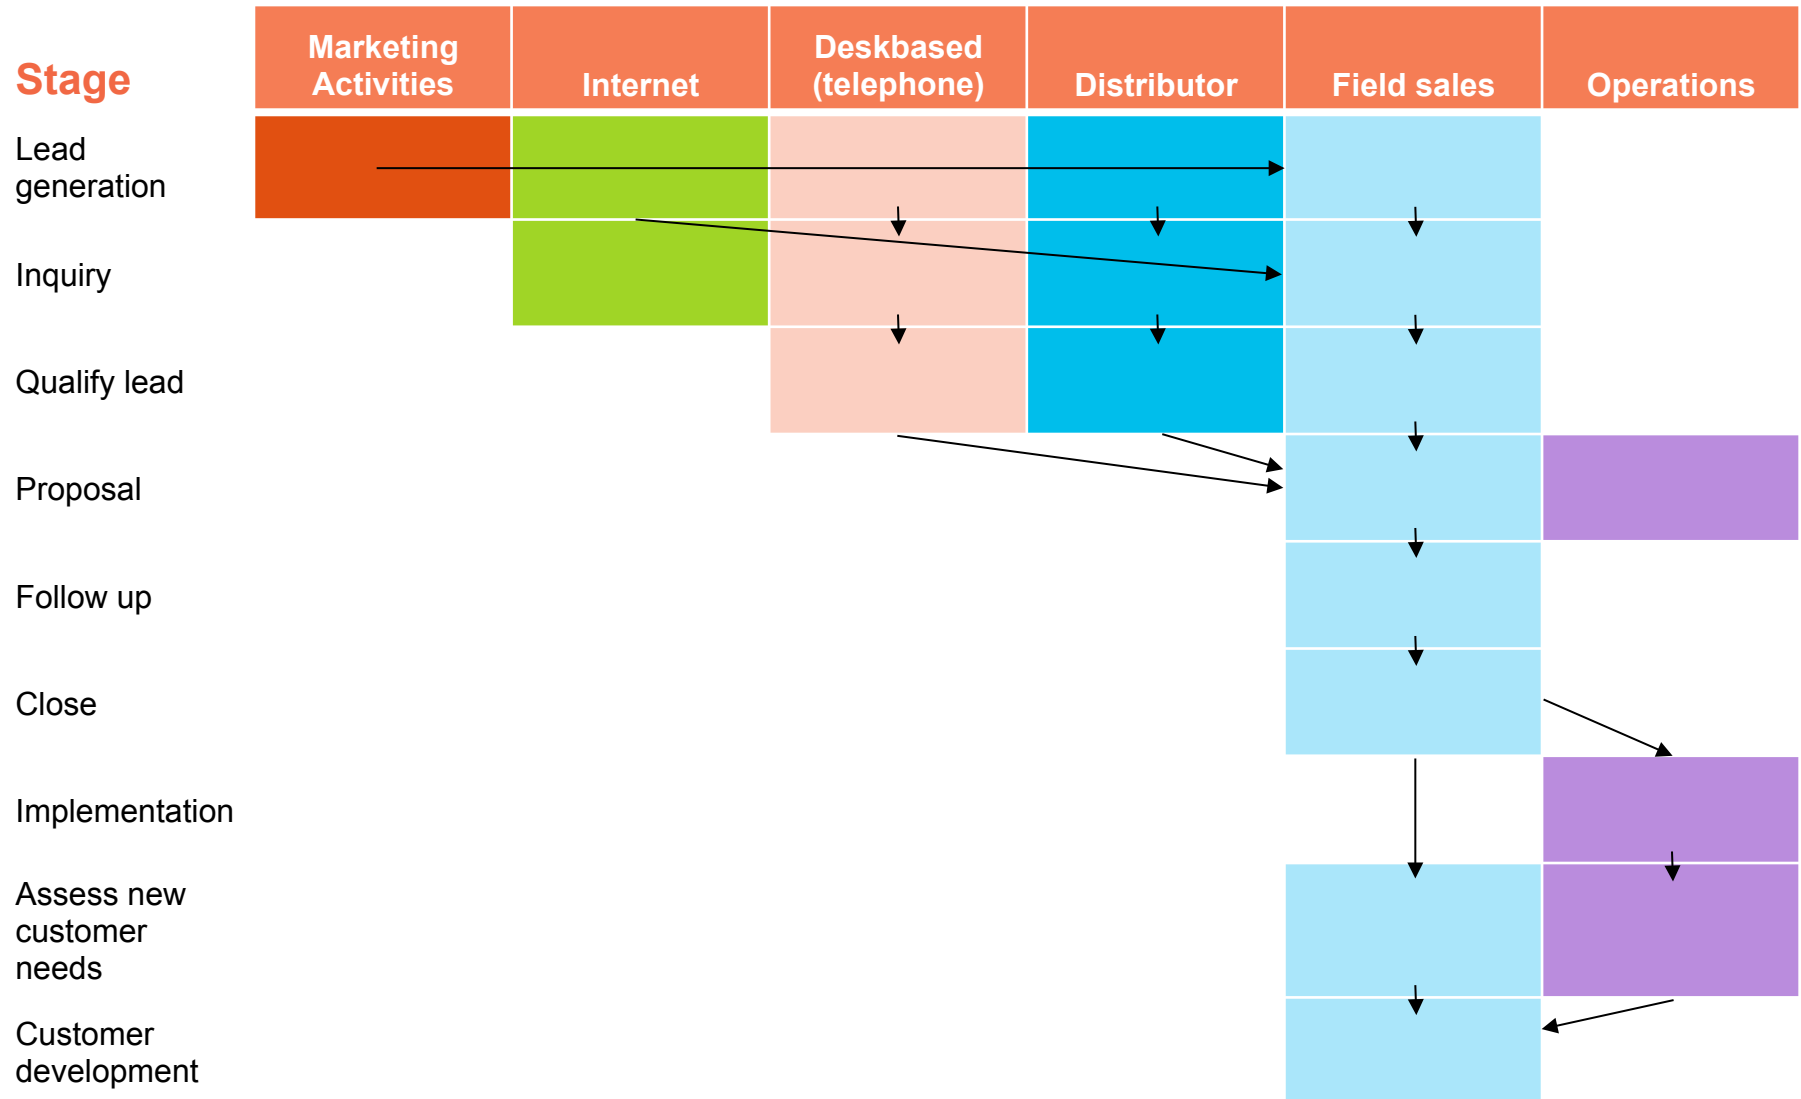 Stage
Marketing
Activities
Internet
Deskbased
(telephone)
Distributor
Field sales
Operations
Lead
generation
Inquiry
Qualify lead
Proposal
Follow up
Close
Implementation
Assess new
customer
needs
Customer
development